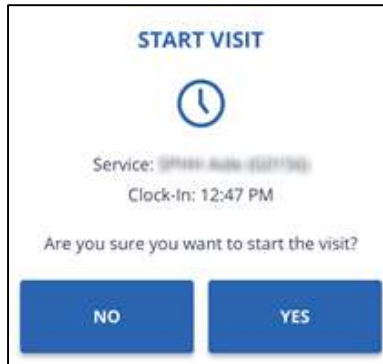 START VISIT
Service:
Clock-In: 12:47 PM
Are you sure you want to start the visit?
NO
YES